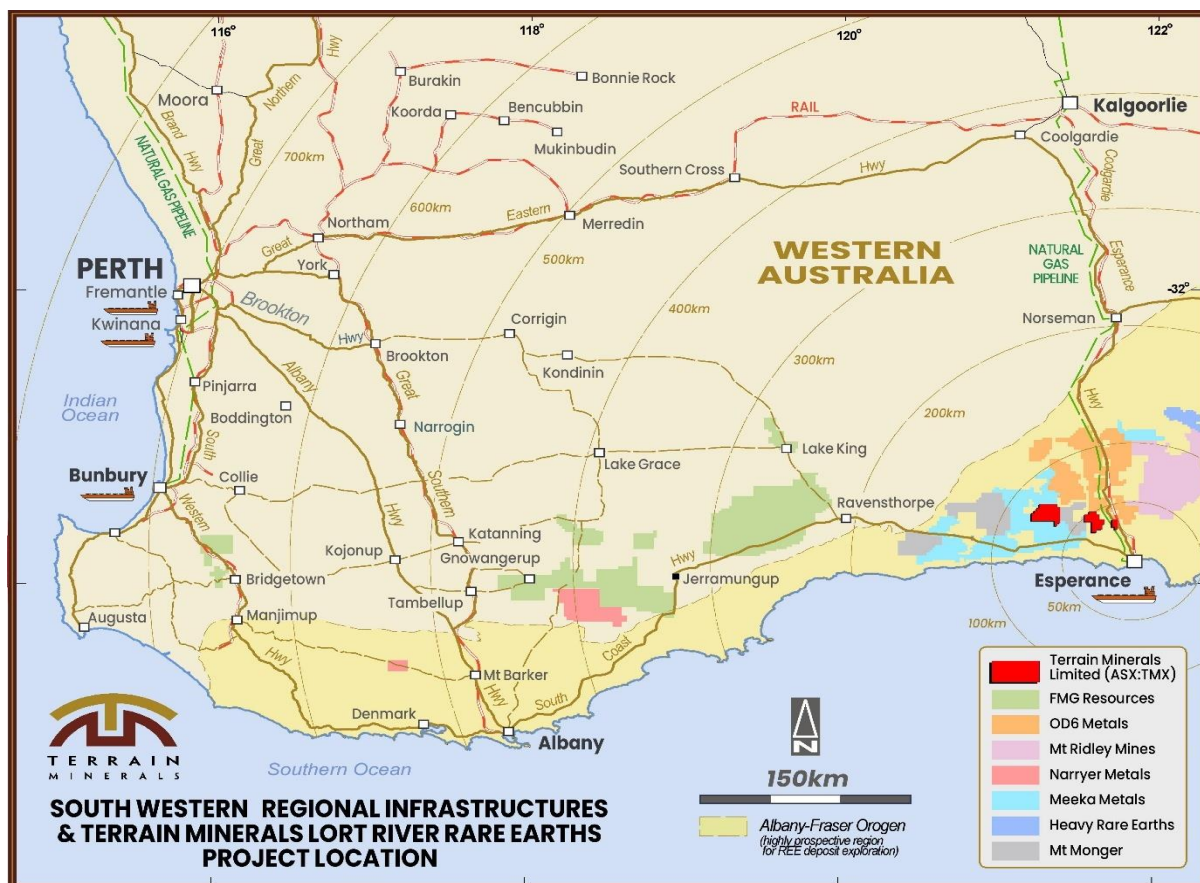 116°
118°
120°
122°
Hwy
Burakin
Bonnie Rock
Moora
Northern
Koorda
Bencubbin
Kalgoorlie
RAIL
Brand
Hwy
Great
Mukinbudin
Coolgardie
NATURAL GAS
PIPELINE
700km
Southern Cross
Hwy
Coolgardie
600km
Eastern
Northam
Merredin
Great
York
500km
WESTERN
AUSTRALIA
NATURAL
GAS
PIPELINE
Esperance
PERTH
Fremantle
Kwinana
Brookton
Hwy
400km
-32°
Corrigin
Norseman
Brookton
Kondinin
300km
Albany
Great
Pinjarra
Indian
Ocean
Boddington
South
Narrogin
200km
Hwy
Lake King
Lake Grace
Bunbury
Collie
Southern
Western
Hwy
Ravensthorpe
Katanning
Kojonup
Gnowangerup
Hwy
Bridgetown
Jerramungup
Esperance
Tambellup
50km
Augusta
Manjimup
100km
Coast
Hwy
Mt Barker
Hwy
South
Denmark
Albany
Southern Ocean
TERRAIN
MINERALS
SOUTH WESTERN REGIONAL INFRASTRUCTURES
& TERRAIN MINERALS LORT RIVER RARE EARTHS
PROJECT LOCATION
N
150km
Albany-Fraser Orogen
(highly prospective region
for REE deposit exploration)
Terrain Minerals
Limited (ASX:TMX)
FMG Resources
OD6 Metals
Mt Ridley Mines
Narryer Metals
Meeka Metals
Heavy Rare Earths
Mt Monger